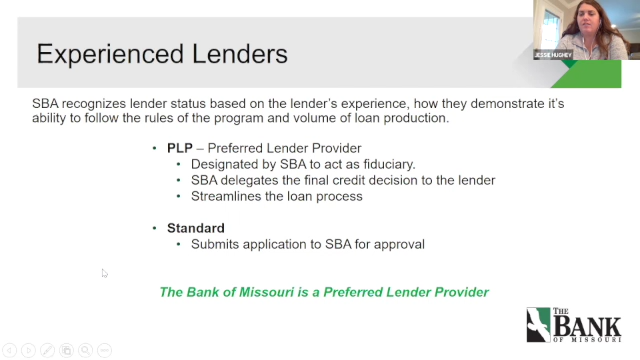 Experienced Lenders
JESSIE HUGHEY
SBA recognizes lender status based on the lender's experience, how they demonstrate it's
ability to follow the rules of the program and volume of loan production.
• PLP – Preferred Lender Provider
• Designated by SBA to act as fiduciary.
• SBA delegates the final credit decision to the lender
• Streamlines the loan process
• Standard
• Submits application to SBA for approval
The Bank of Missouri is a Preferred Lender Provider
THE
BANK
OF MISSOURI